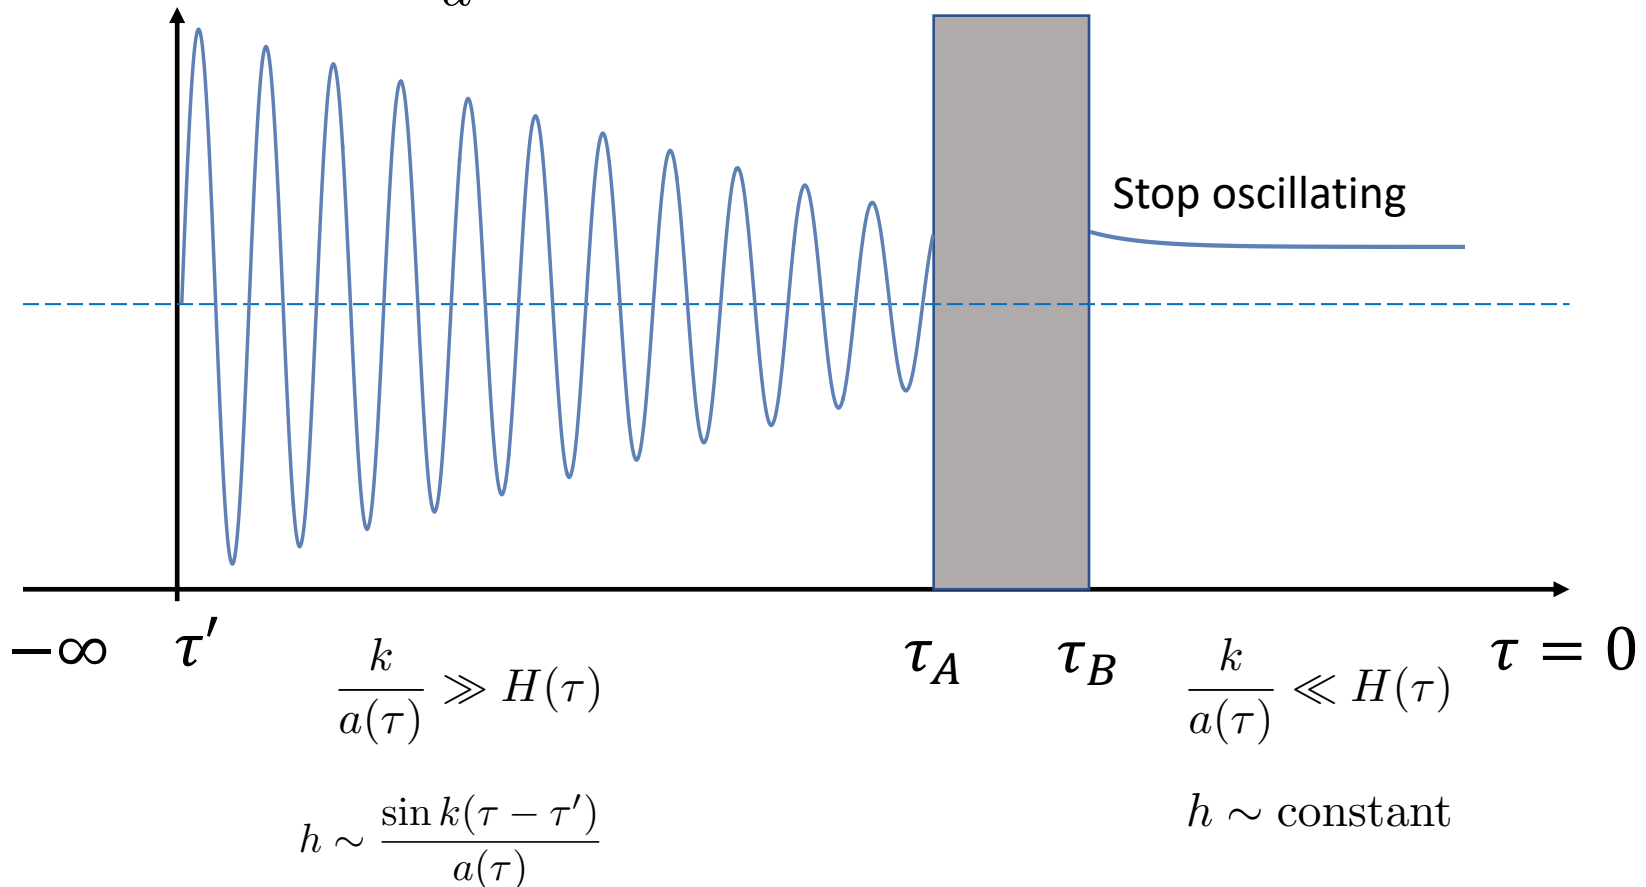 a
Stop oscillating
−∞ τ′ τ_A τ_B τ = 0
k/a(τ) ≫ H(τ) k/a(τ) ≪ H(τ)
h ∼ sin k(τ − τ′)/a(τ) h ∼ constant